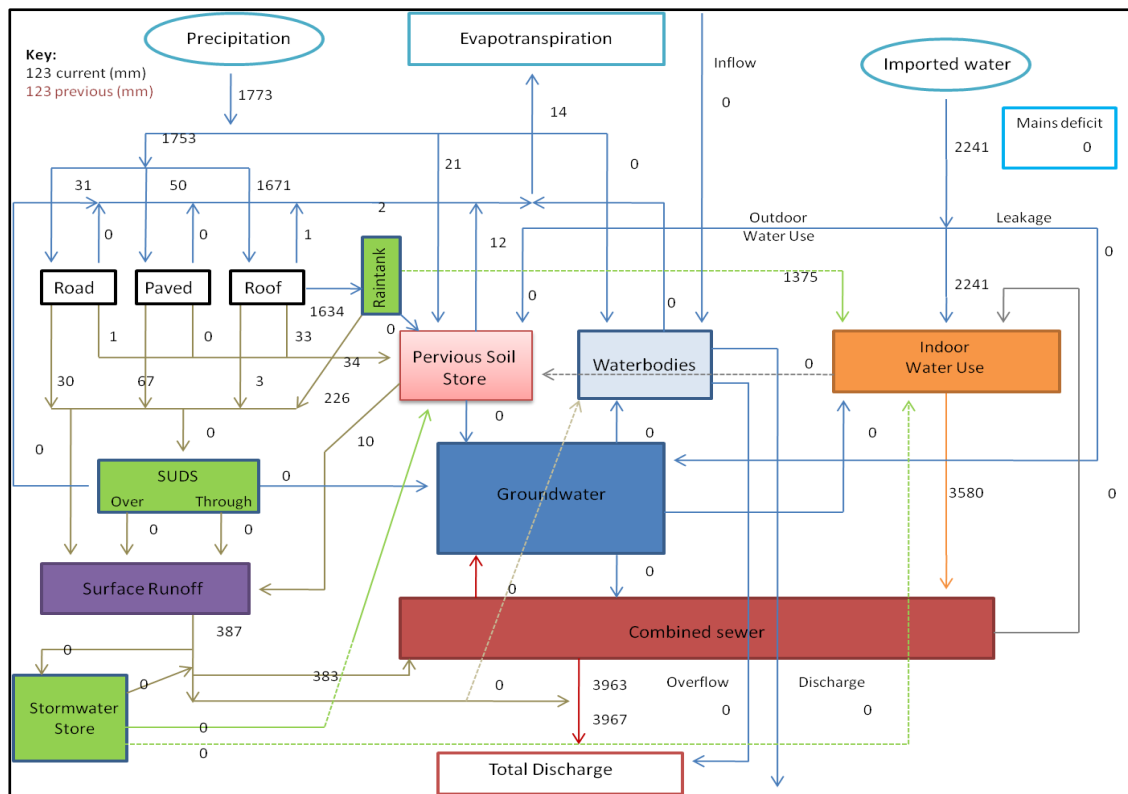 Precipitation
Evapotranspiration
Key:
123 current (mm)
123 previous (mm)
Inflow
Imported water
1773
14
0
Mains deficit
0
1753
2241
21
0
31
50
1671
2
Outdoor
Water Use
Leakage
0
0
1
12
0
Road
Paved
Roof
Raintank
1375
2241
1634
0
0
0
1
0
33
Pervious Soil
Store
Waterbodies
Indoor
Water Use
34
0
30
67
3
226
0
10
0
0
0
0
SUDS
Over
Through
0
Groundwater
3580
0
0
0
Surface Runoff
0
0
387
Combined sewer
0
0
383
0
3963
Overflow
Discharge
Stormwater
Store
0
3967
0
0
0
Total Discharge